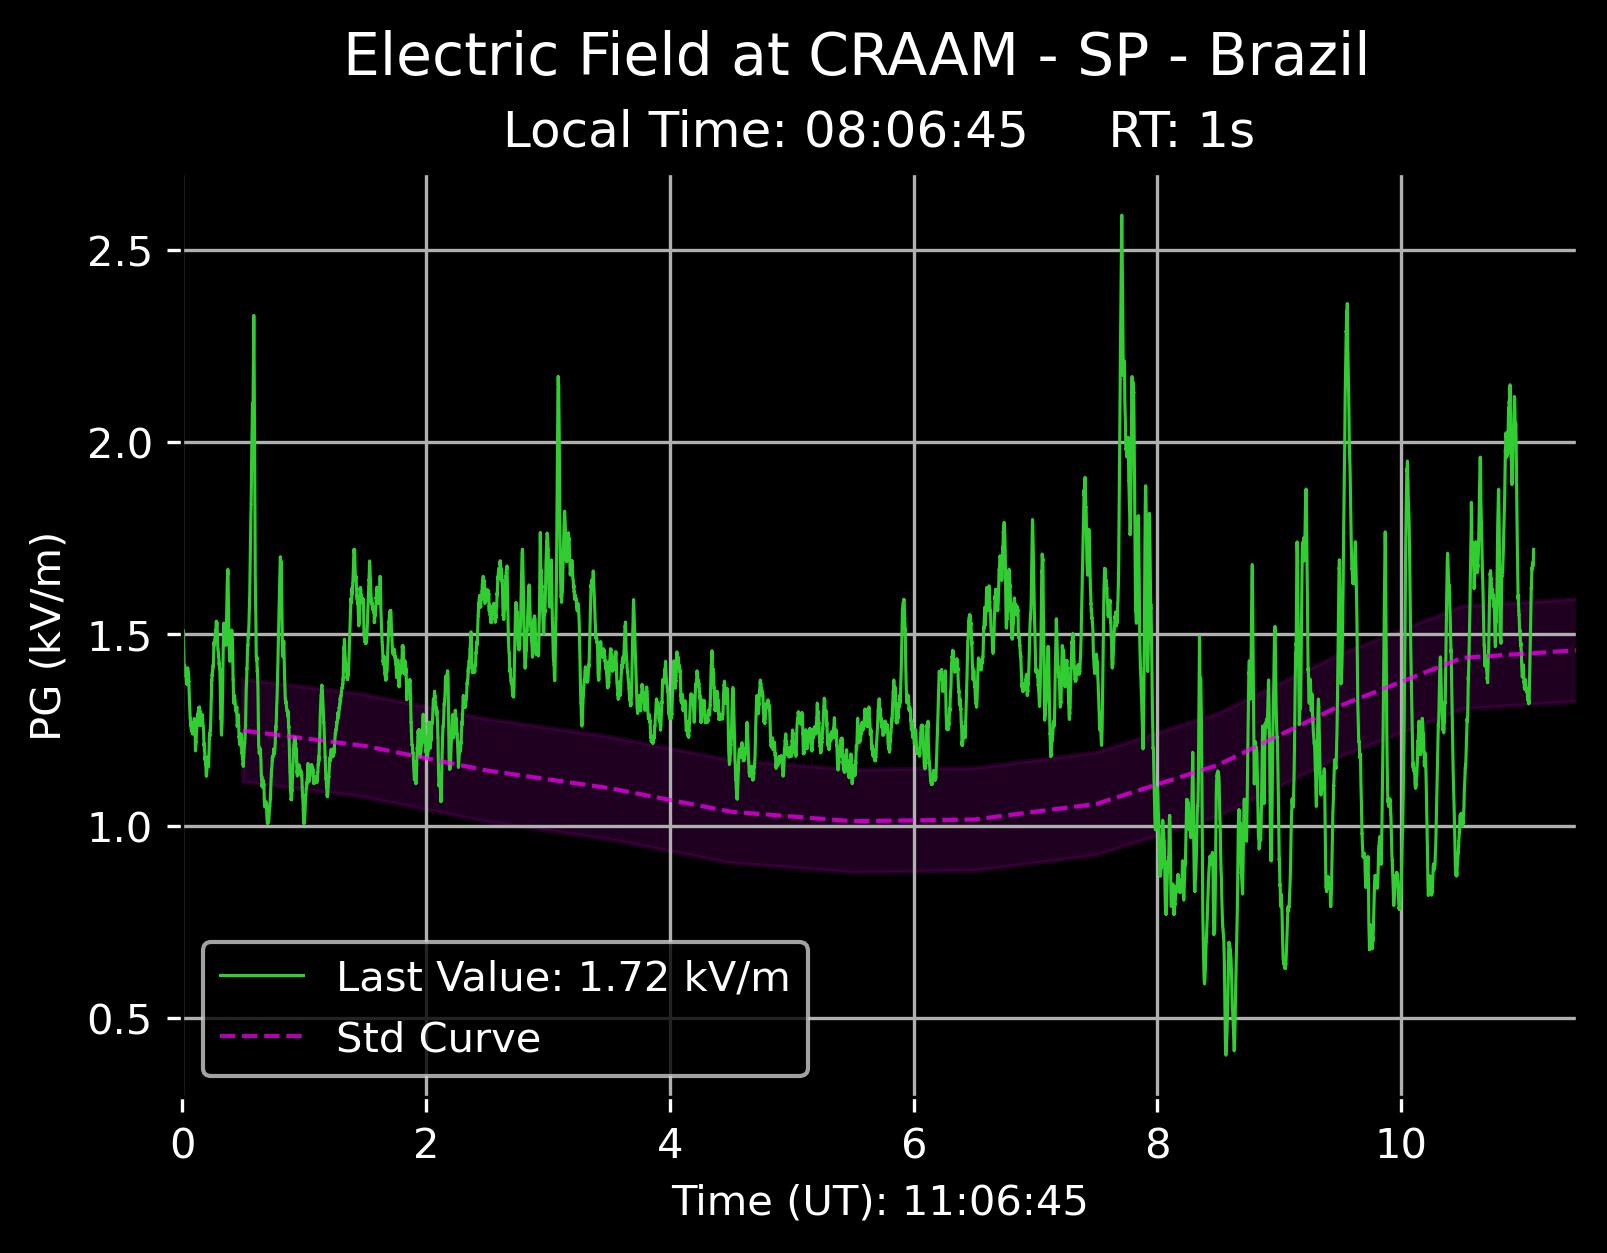 Electric Field at CRAAM - SP - Brazil
Local Time: 08:06:45 RT: 1s
PG (kV/m)
2.5
2.0
1.5
1.0
0.5
Last Value: 1.72 kV/m
Std Curve
0 2 4 6 8 10
Time (UT): 11:06:45